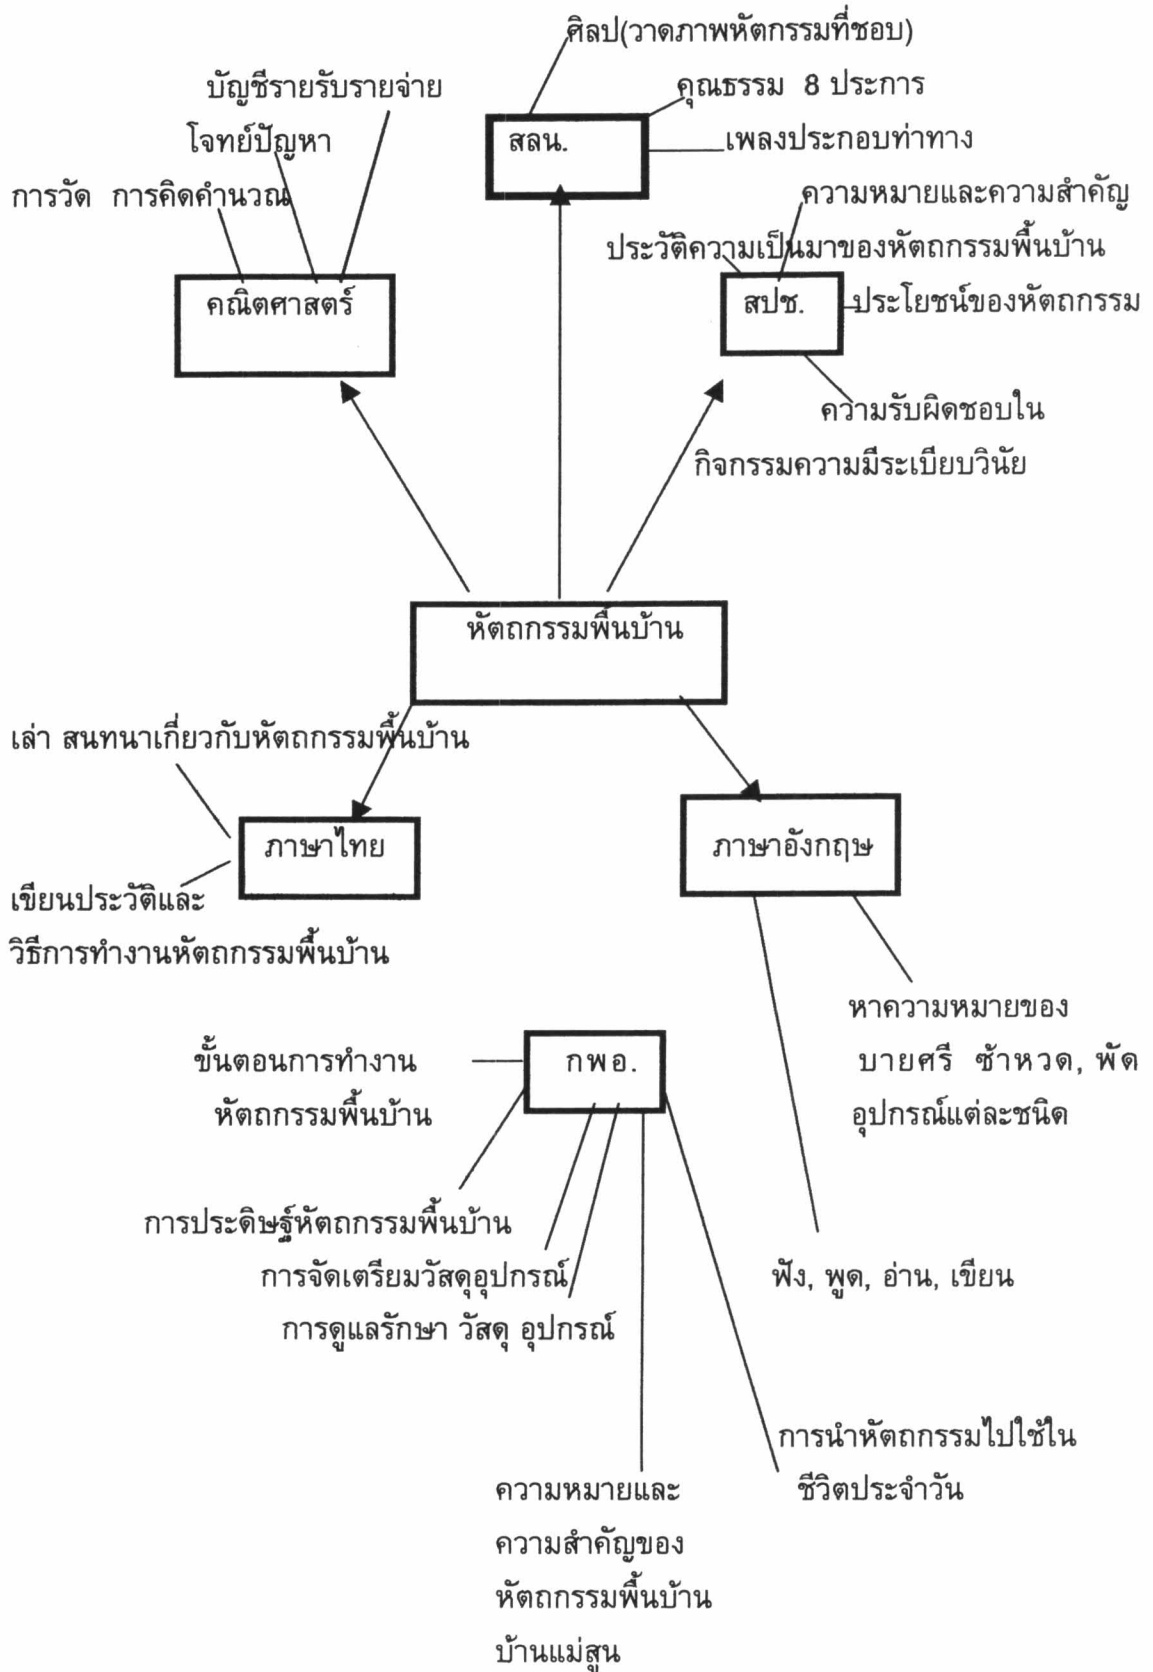 ศิลป(วาดภาพหัตกรรมที่ชอบ)
บัญชีรายรับรายจ่าย
คุณธรรม 8 ประการ
โจทย์ปัญหา
สลน.
เพลงประกอบท่าทาง
การวัด การคิดคำนวณ
ความหมายและความสำคัญ
ประวัติความเป็นมาของหัตถกรรมพื้นบ้าน
คณิตศาสตร์
สปช.
ประโยชน์ของหัตถกรรม
ความรับผิดชอบใน
กิจกรรมความมีระเบียบวินัย
หัตถกรรมพื้นบ้าน
เล่า สนทนาเกี่ยวกับหัตถกรรมพื้นบ้าน
ภาษาไทย
ภาษาอังกฤษ
เขียนประวัติและ
วิธีการทำงานหัตถกรรมพื้นบ้าน
หาความหมายของ
บายศรี ซ้าหวด, พัด
อุปกรณ์แต่ละชนิด
กพอ.
ขั้นตอนการทำงาน
หัตถกรรมพื้นบ้าน
การประดิษฐ์หัตถกรรมพื้นบ้าน
การจัดเตรียมวัสดุอุปกรณ์
การดูแลรักษา วัสดุ อุปกรณ์
ฟัง, พูด, อ่าน, เขียน
การนำหัตถกรรมไปใช้ใน
ชีวิตประจำวัน
ความหมายและ
ความสำคัญของ
หัตถกรรมพื้นบ้าน
บ้านแม่สูน